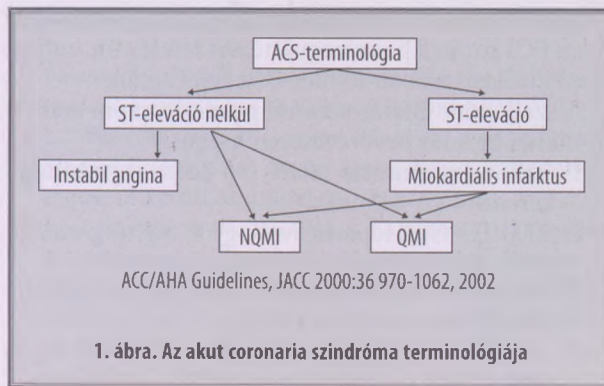 ACS-terminológia
ST-eleváció nélkül
ST-eleváció
Instabil angina
Miokardiális infarktus
NQMI
QMI
ACC/AHA Guidelines, JACC 2000:36 970-1062, 2002
1. ábra. Az akut coronaria szindróma terminológiája